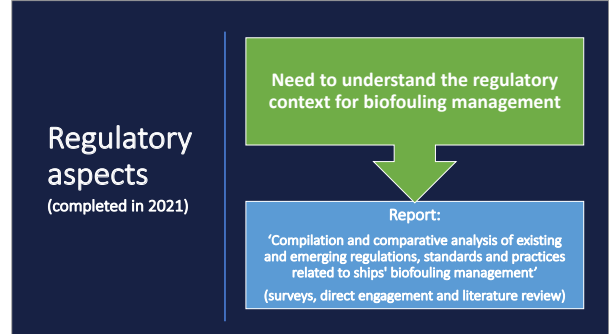 Regulatory
aspects
(completed in 2021)
Need to understand the regulatory
context for biofouling management
Report:
‘Compilation and comparative analysis of existing
and emerging regulations, standards and practices
related to ships' biofouling management’
(surveys, direct engagement and literature review)